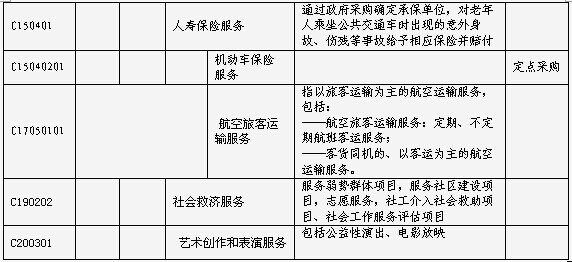 C150401
人寿保险服务
通过政府采购确定承保单位，对老年
人乘坐公共交通车时出现的意外身
故、伤残等事故给予相应保险并赔付
C15040201
机动车保险
服务
定点采购
C17050101
航空旅客运
输服务
指以旅客运输为主的航空运输服务，
包括：
——航空旅客运输服务：定期、不定
期航班客运服务；
——客货同机的、以客运为主的航空
运输服务。
C190202
社会救济服务
服务弱势群体项目，服务社区建设项
目，志愿服务，社工介入社会救助项
目、社会工作服务评估项目
C200301
艺术创作和表演服务
包括公益性演出、电影放映